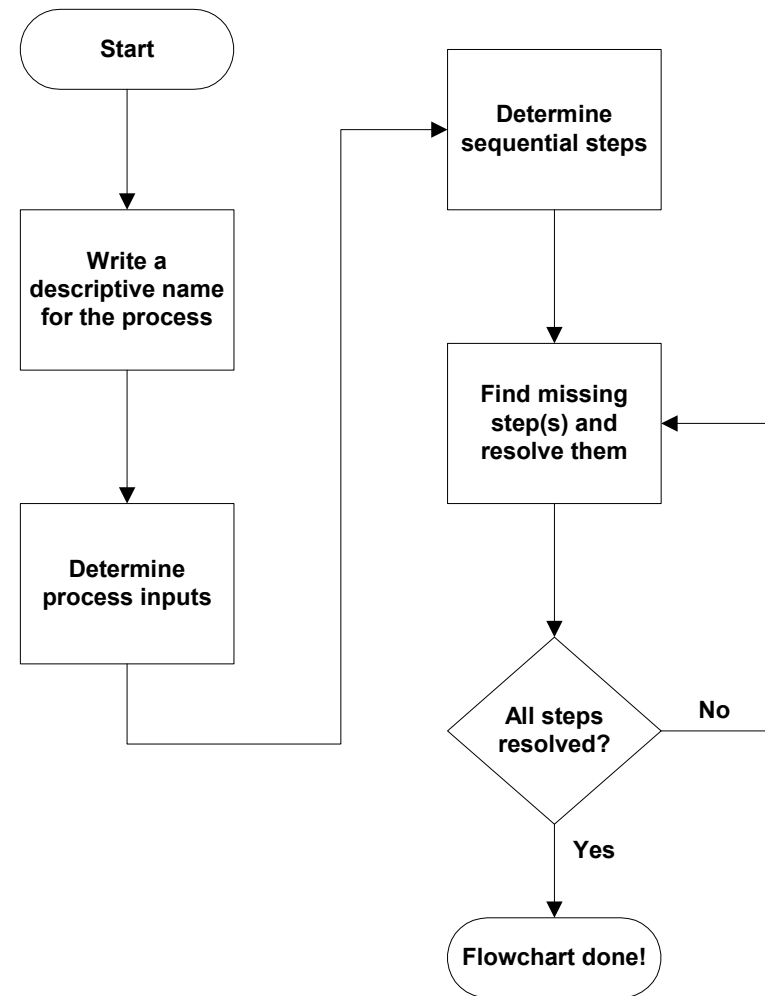 Start
Write a
descriptive name
for the process
Determine
process inputs
Determine
sequential steps
Find missing
step(s) and
resolve them
All steps
resolved?
No
Yes
Flowchart done!